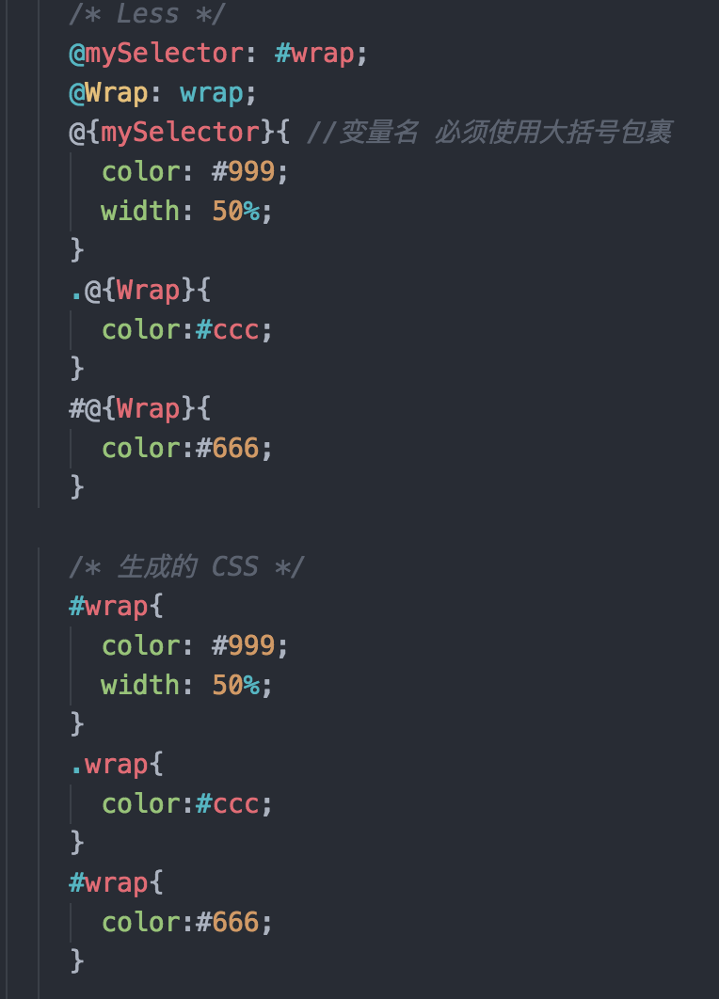 /* Less */
@mySelector: #wrap;
@Wrap: wrap;
@{mySelector}{ //变量名 必须使用大括号包裹
  color: #999;
  width: 50%;
}
.@{Wrap}{
  color:#ccc;
}
#@{Wrap}{
  color:#666;
}

/* 生成的 CSS */
#wrap{
  color: #999;
  width: 50%;
}
.wrap{
  color:#ccc;
}
#wrap{
  color:#666;
}